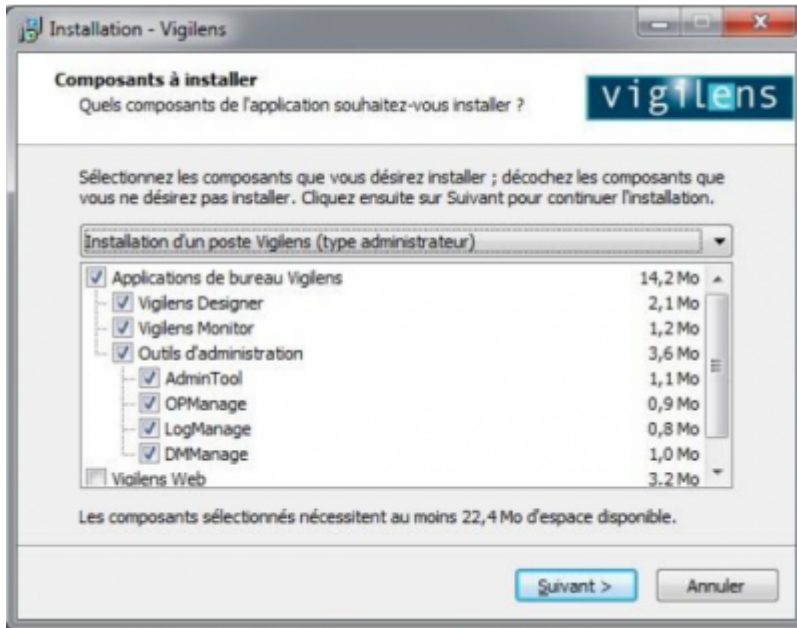 Installation - Vigilens
Composants à installer
Quels composants de l'application souhaitez-vous installer ?
vigilens
Sélectionnez les composants que vous désirez installer ; décochez les composants que
vous ne désirez pas installer. Cliquez ensuite sur Suivant pour continuer l'installation.
Installation d'un poste Vigilens (type administrateur)
Applications de bureau Vigilens 14,2 Mo
Vigilens Designer 2,1 Mo
Vigilens Monitor 1,2 Mo
Outils d'administration 3,6 Mo
AdminTool 1,1 Mo
OPManage 0,9 Mo
LogManage 0,8 Mo
DMManage 1,0 Mo
Vigilens Web 3,2 Mo
Les composants sélectionnés nécessitent au moins 22,4 Mo d'espace disponible.
Suivant > Annuler